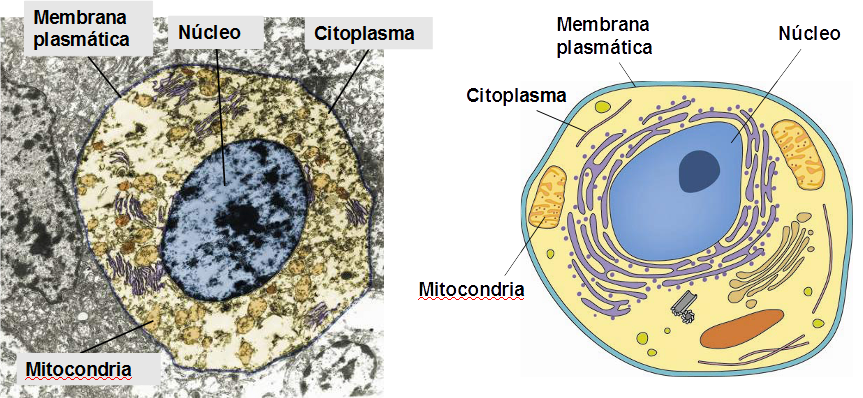 Membrana
plasmática
Núcleo
Citoplasma
Mitocondria
Membrana
plasmática
Núcleo
Citoplasma
Mitocondria